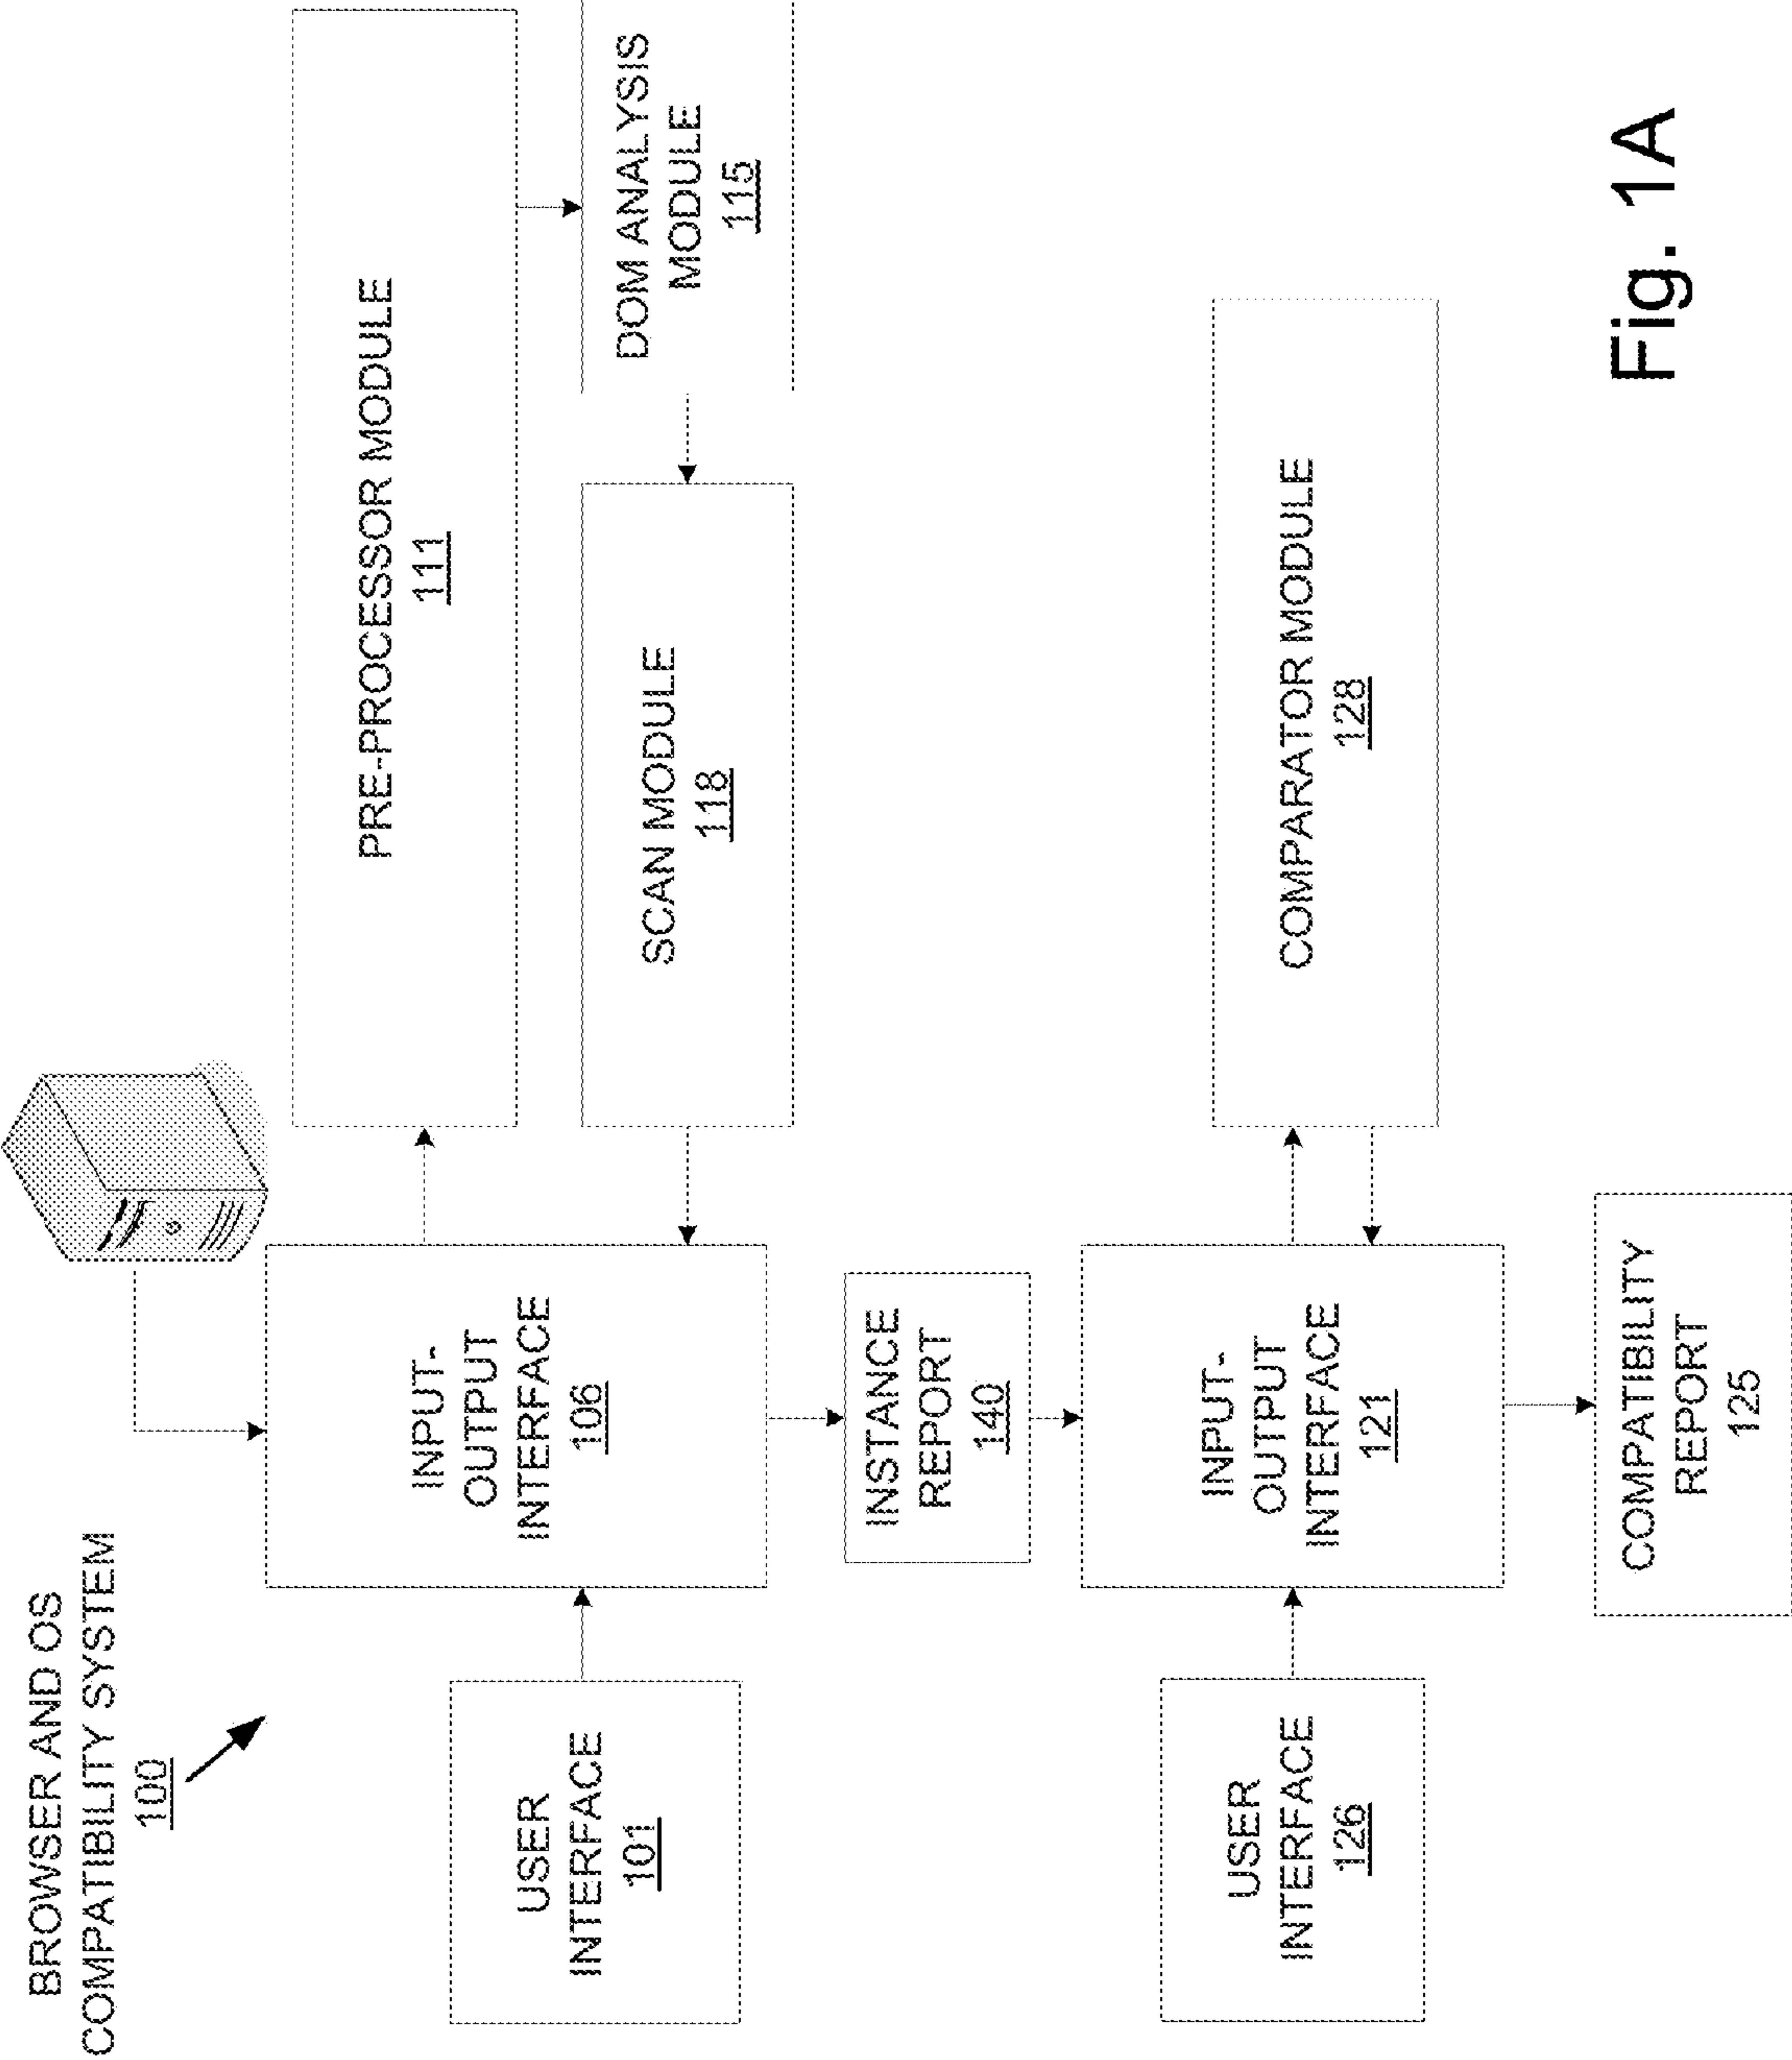 BROWSER AND OS
COMPATIBILITY SYSTEM
100
USER
INTERFACE
101
INPUT-
OUTPUT
INTERFACE
106
PRE-PROCESSOR MODULE
111
SCAN MODULE
118
DOM ANALYSIS
MODULE
115
INSTANCE
REPORT
140
USER
INTERFACE
126
INPUT-
OUTPUT
INTERFACE
121
COMPARATOR MODULE
128
COMPATIBILITY
REPORT
125
Fig. 1A